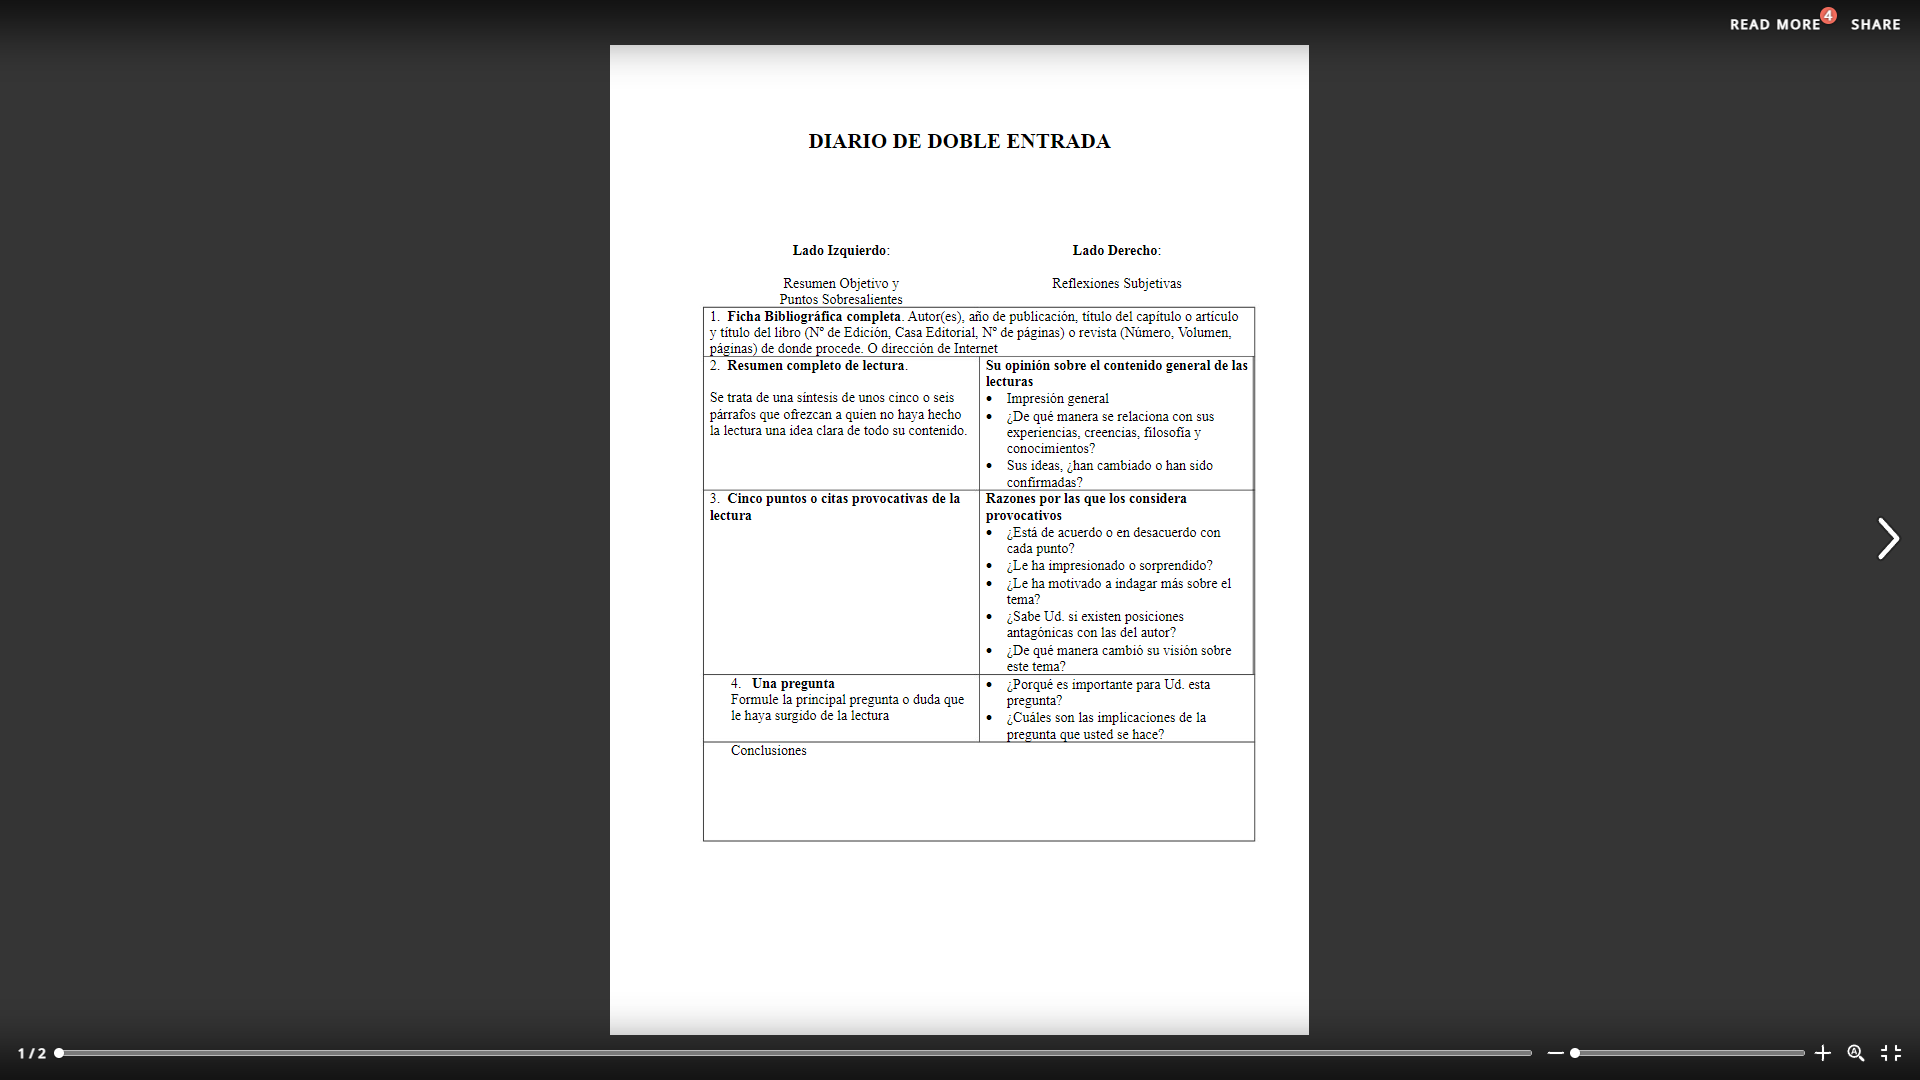 READ MORE 4 SHARE
DIARIO DE DOBLE ENTRADA
Lado Izquierdo:
Resumen Objetivo y
Puntos Sobresalientes
Lado Derecho:
Reflexiones Subjetivas
1. Ficha Bibliográfica completa. Autor(es), año de publicación, título del capítulo o artículo
y título del libro (Nº de Edición, Casa Editorial, Nº de páginas) o revista (Número, Volumen,
páginas) de donde procede. O dirección de Internet
2. Resumen completo de lectura.
Se trata de una síntesis de unos cinco o seis
párrafos que ofrezcan a quien no haya hecho
la lectura una idea clara de todo su contenido.
Su opinión sobre el contenido general de las
lecturas
• Impresión general
• ¿De qué manera se relaciona con sus
experiencias, creencias, filosofía y
conocimientos?
• Sus ideas, ¿han cambiado o han sido
confirmadas?
3. Cinco puntos o citas provocativas de la
lectura
Razones por las que los considera
provocativos
• ¿Está de acuerdo o en desacuerdo con
cada punto?
• ¿Le ha impresionado o sorprendido?
• ¿Le ha motivado a indagar más sobre el
tema?
• ¿Sabe Ud. si existen posiciones
antagónicas con las del autor?
• ¿De qué manera cambió su visión sobre
este tema?
4. Una pregunta
Formule la principal pregunta o duda que
le haya surgido de la lectura
• ¿Porqué es importante para Ud. esta
pregunta?
• ¿Cuáles son las implicaciones de la
pregunta que usted se hace?
Conclusiones
1 / 2